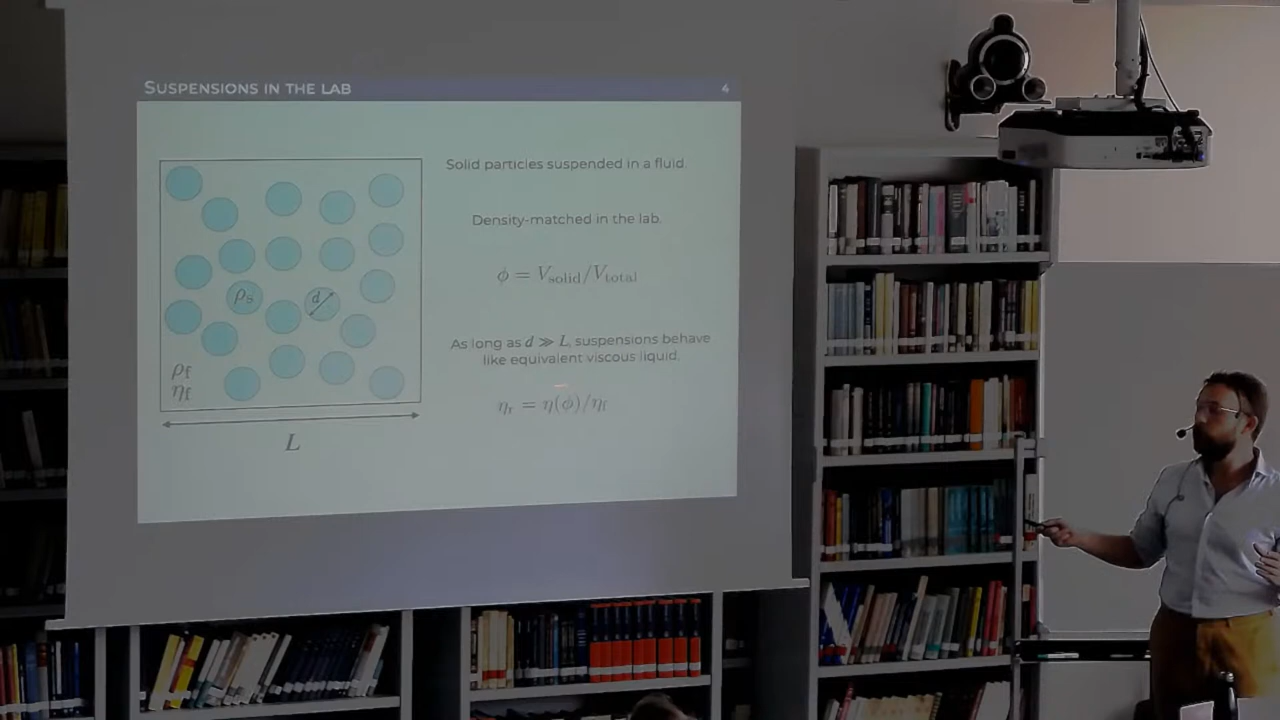 SUSPENSIONS IN THE LAB 4
Solid particles suspended in a fluid.
Density-matched in the lab.
ϕ = V_solid/V_total
ρ_s
d
As long as d ≫ L, suspensions behave
like equivalent viscous liquid.
ρ_f
η_f
η_r = η(ϕ)/η_f
L